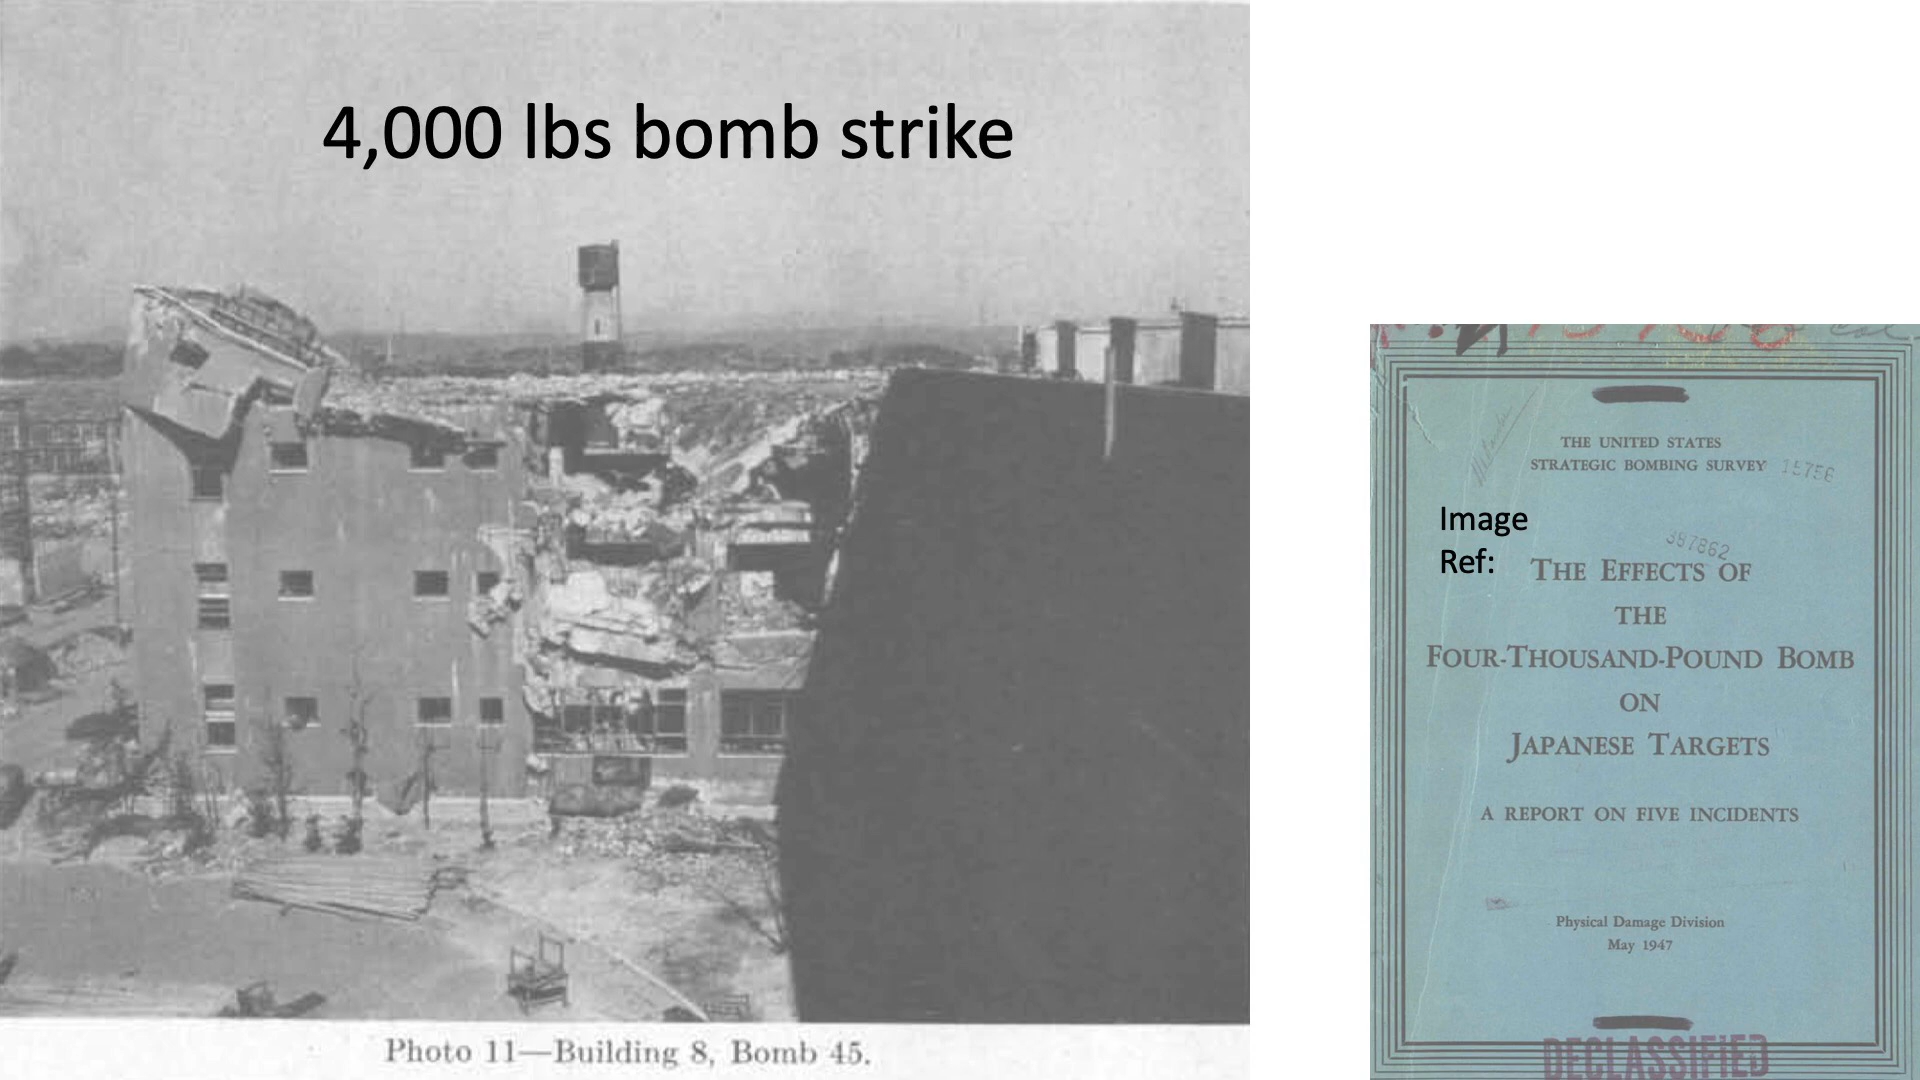 4,000 lbs bomb strike
Photo 11—Building 8, Bomb 45.
THE UNITED STATES
STRATEGIC BOMBING SURVEY
15756
Image
Ref:
387862
THE EFFECTS OF
THE
FOUR-THOUSAND-POUND BOMB
ON
JAPANESE TARGETS
A REPORT ON FIVE INCIDENTS
Physical Damage Division
May 1947
DECLASSIFIED